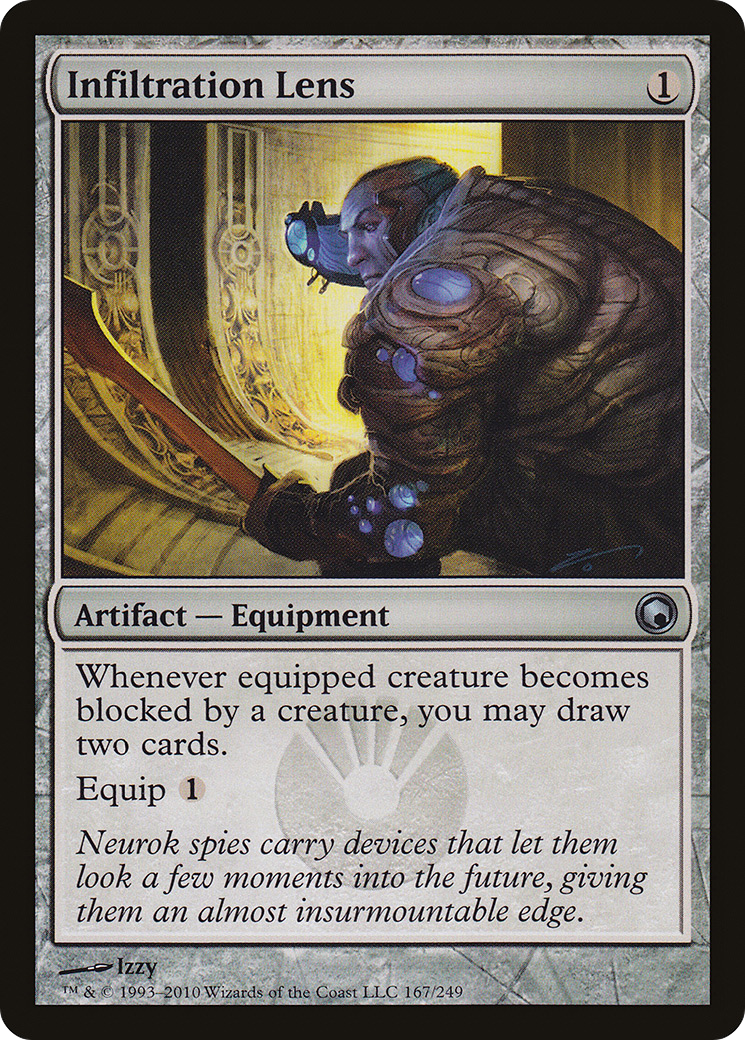 Infiltration Lens 1
Artifact — Equipment
Whenever equipped creature becomes
blocked by a creature, you may draw
two cards.
Equip 1
Neurok spies carry devices that let them
look a few moments into the future, giving
them an almost insurmountable edge.
Izzy
™ & © 1993–2010 Wizards of the Coast LLC 167/249